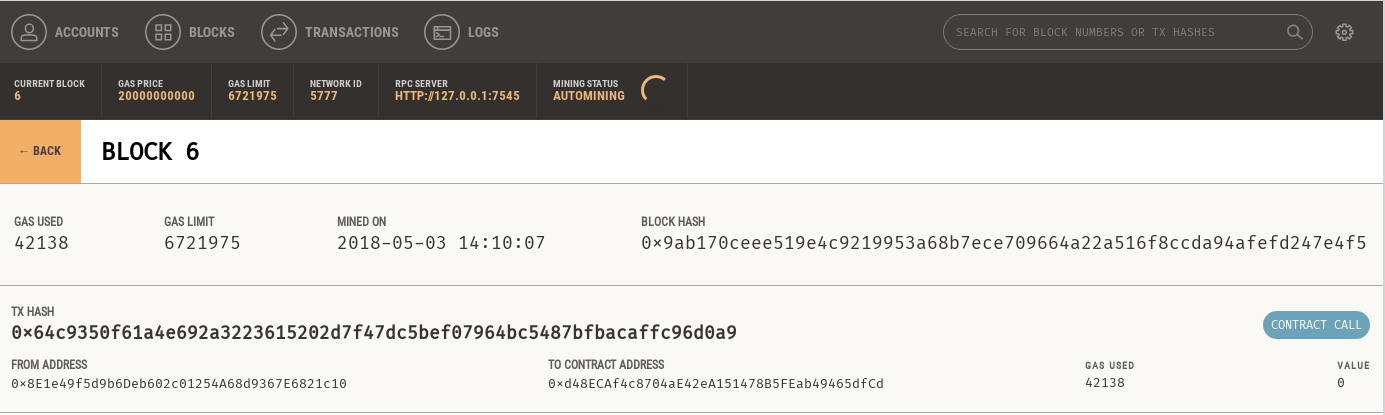 ACCOUNTS BLOCKS TRANSACTIONS LOGS SEARCH FOR BLOCK NUMBERS OR TX HASHES
CURRENT BLOCK GAS PRICE GAS LIMIT NETWORK ID RPC SERVER MINING STATUS
6 20000000000 6721975 5777 HTTP://127.0.0.1:7545 AUTOMINING
← BACK BLOCK 6
GAS USED GAS LIMIT MINED ON BLOCK HASH
42138 6721975 2018-05-03 14:10:07 0×9ab170ceee519e4c9219953a68b7ece709664a22a516f8ccda94afefd247e4f5
TX HASH
0×64c9350f61a4e692a3223615202d7f47dc5bef07964bc5487bfbacaffc96d0a9 CONTRACT CALL
FROM ADDRESS TO CONTRACT ADDRESS GAS USED VALUE
0×8E1e49f5d9b6Deb602c01254A68d9367E6821c10 0×d48ECAf4c8704aE42eA151478B5FEab49465dfCd 42138 0